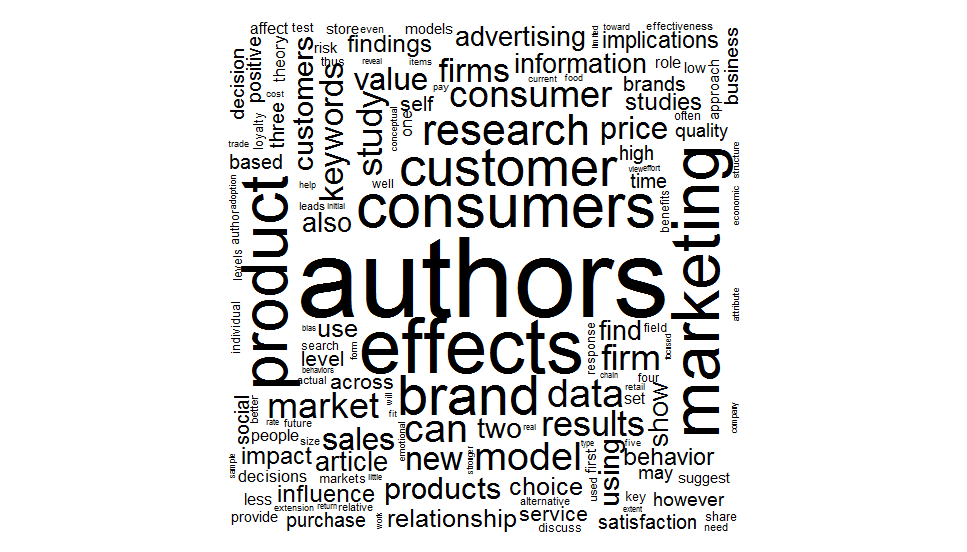 affect test store even models advertising toward effectiveness
limited implications
risk findings role low
thus reveal items firms information
decision positive theory customers keywords value current food brands approach business
cost pay consumer studies
loyalty three study self often
trade conceptual one research price quality
based customer high
view effort structure
help well time
product consumers marketing
adoption leads initial benefits economic
author also
levels authors
individual attribute
bias use effects response find field
search form firm focused
level behaviors
actual across chain four
brand data retail set show company
social better market will fit
rate future can two real results
people size sales emotional type five
sample impact article new stronger model first using behavior
decisions markets little may suggest
less influence products choice used key however
extension return relative alternative extent
provide purchase work relationship service satisfaction share
discuss need